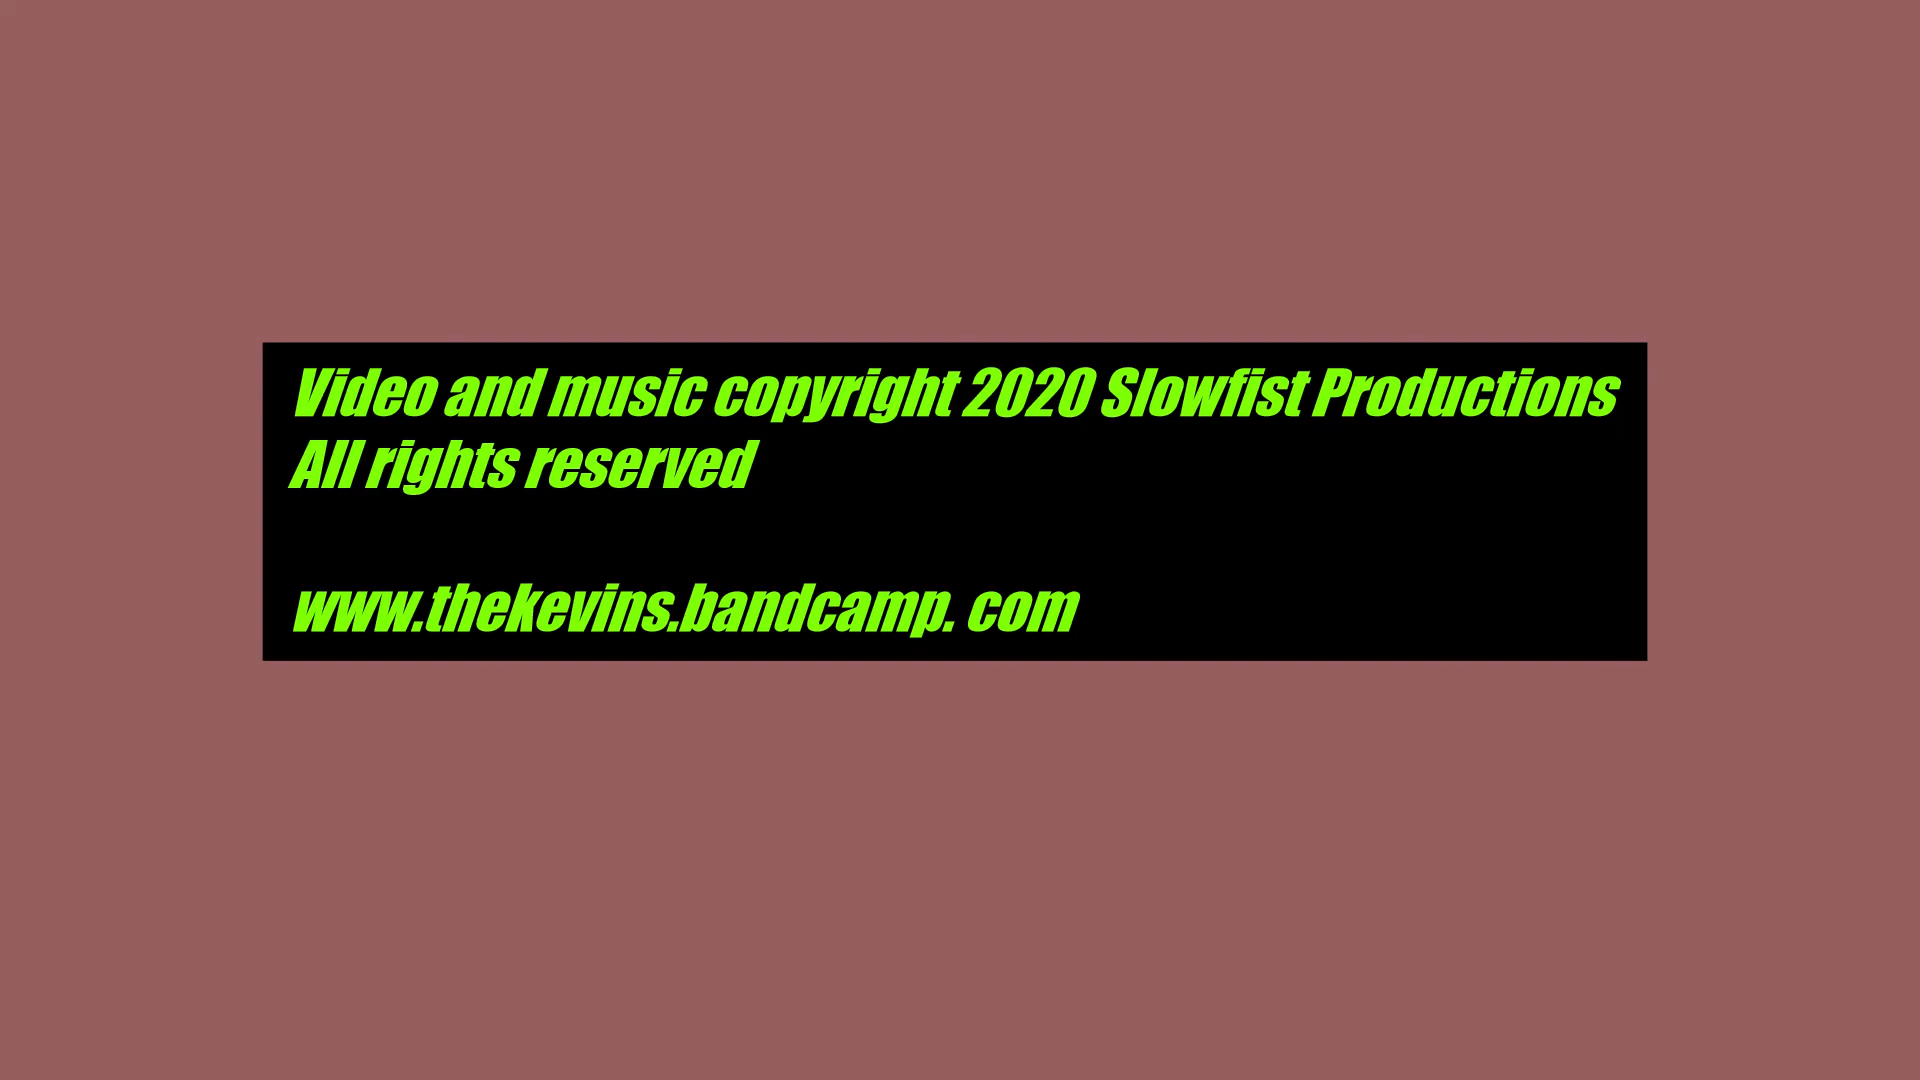 Video and music copyright 2020 Slowfist Productions
All rights reserved
www.thekevins.bandcamp. com